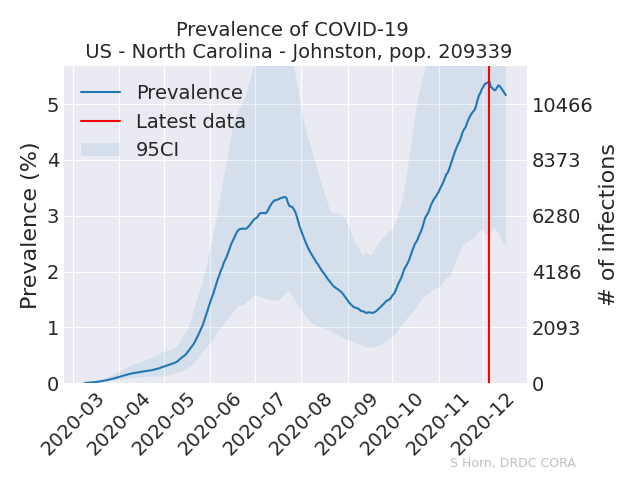 Prevalence of COVID-19
US - North Carolina - Johnston, pop. 209339
Prevalence
Latest data
95CI
Prevalence (%)
5
4
3
2
1
0
10466
8373
6280
4186
2093
0
# of infections
2020-03
2020-04
2020-05
2020-06
2020-07
2020-08
2020-09
2020-10
2020-11
2020-12
S Horn, DRDC CORA